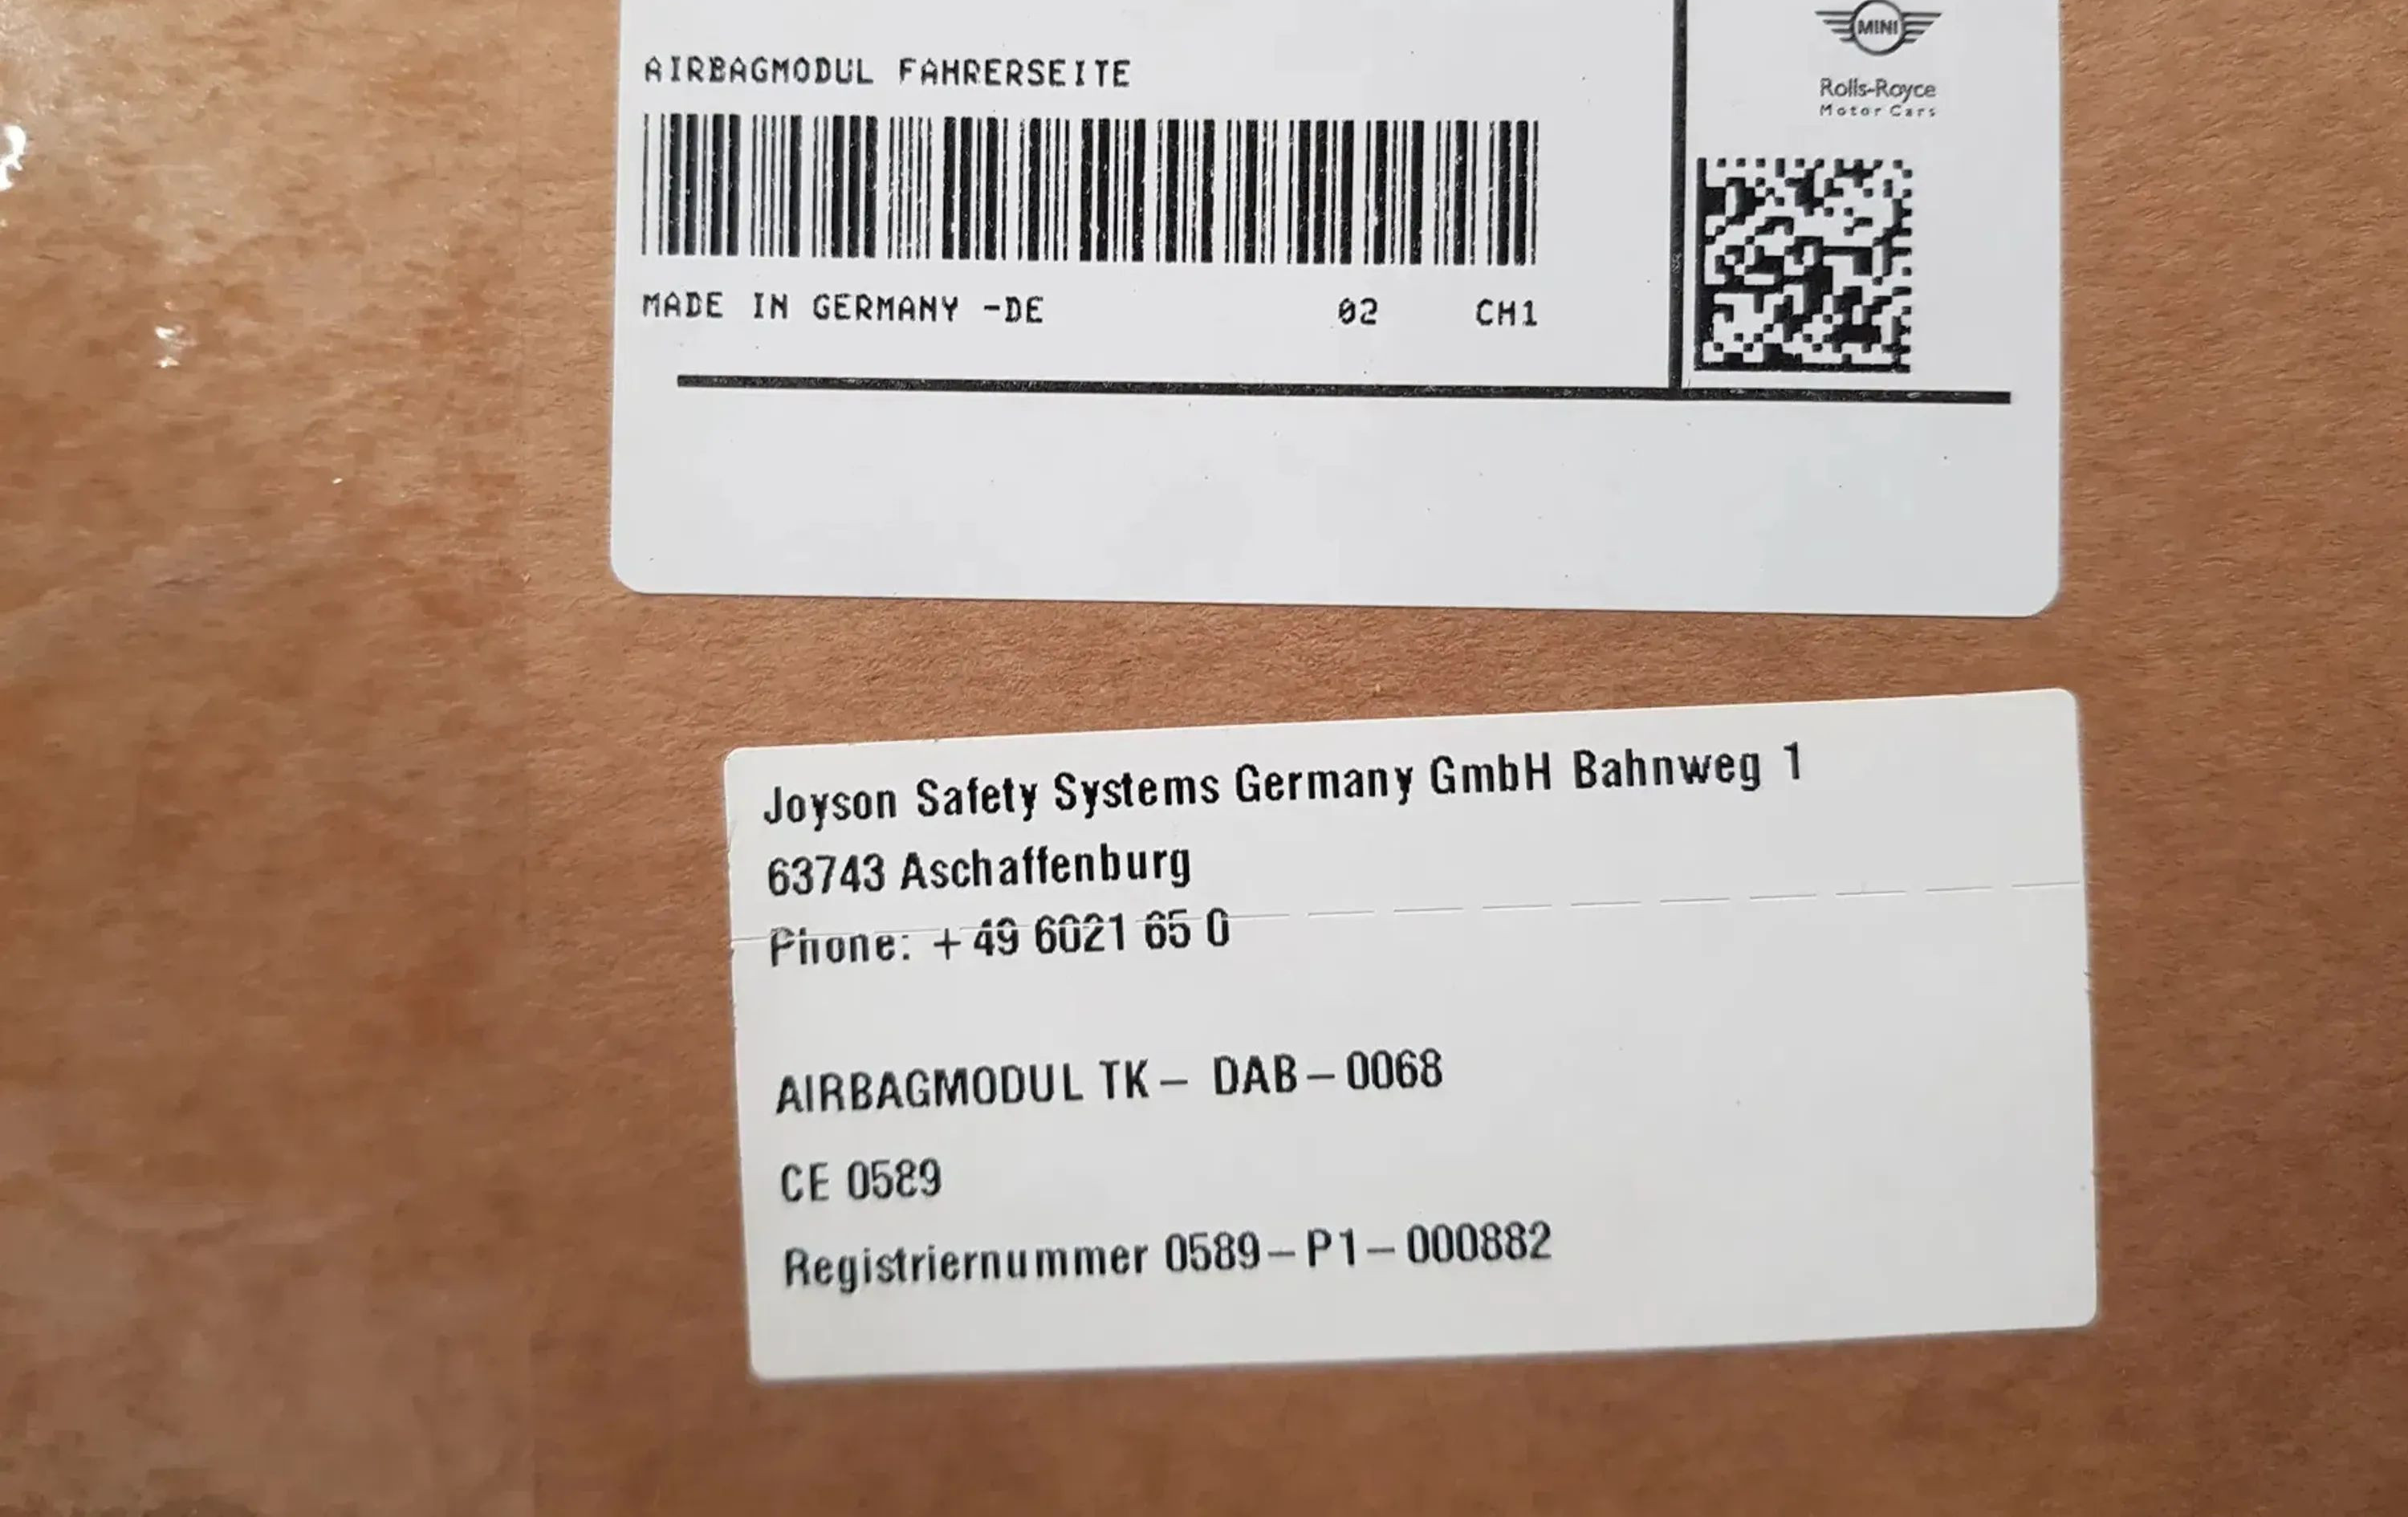 AIRBAGMODUL FAHRERSEITE
MADE IN GERMANY -DE 02 CH1
MINI
Rolls-Royce
Motor Cars
Joyson Safety Systems Germany GmbH Bahnweg 1
63743 Aschaffenburg
Phone: + 49 6021 65 0
AIRBAGMODUL TK – DAB – 0068
CE 0589
Registriernummer 0589 – P1 – 000882